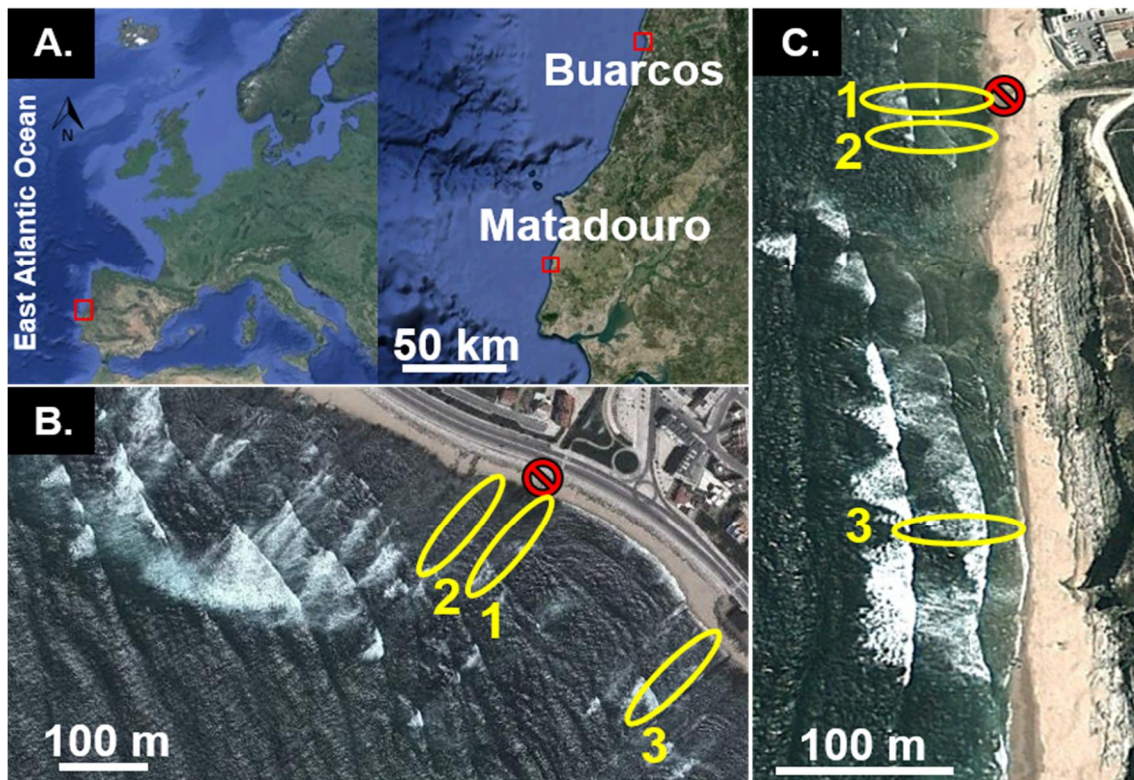 A.
East Atlantic Ocean
N
Buarcos
Matadouro
50 km
B.
2
1
3
100 m
C.
1
2
3
100 m